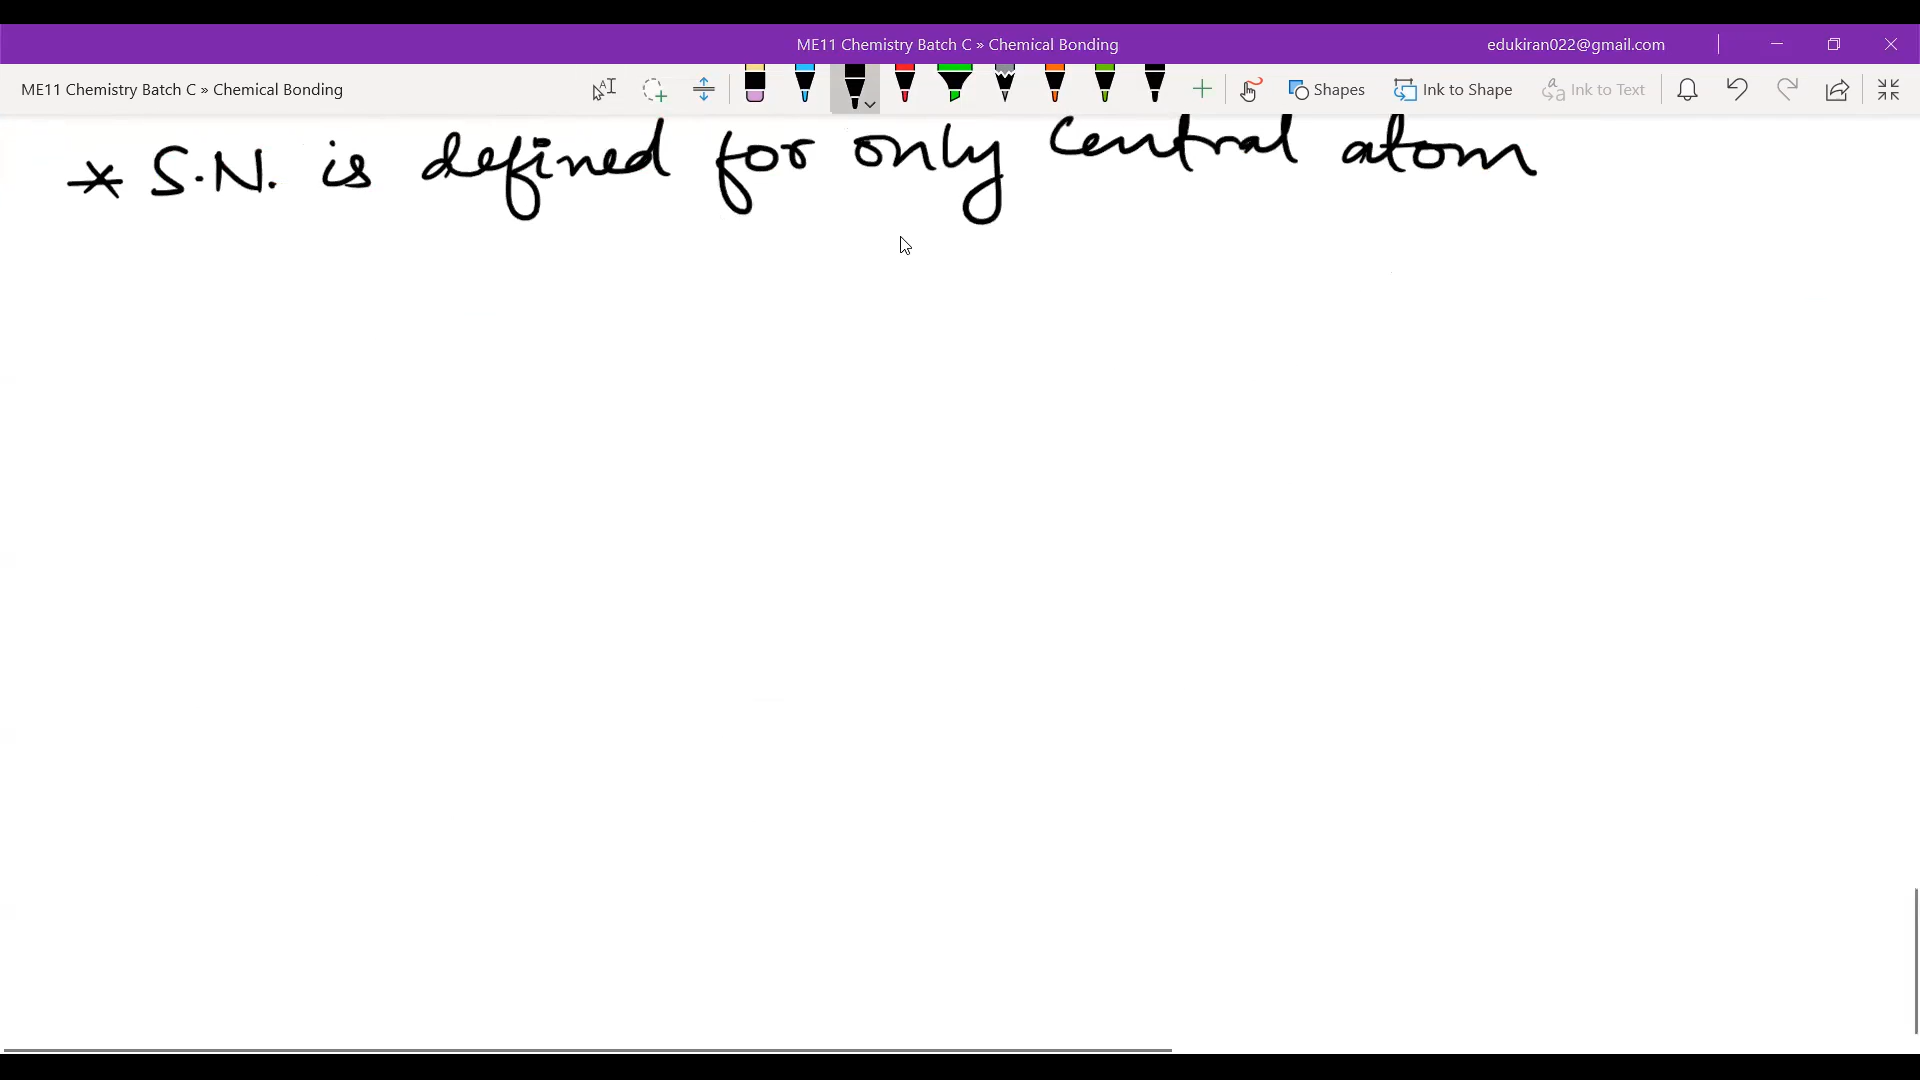 ME11 Chemistry Batch C » Chemical Bonding
edukiran022@gmail.com
ME11 Chemistry Batch C » Chemical Bonding
Shapes
Ink to Shape
Ink to Text
* S.N. is defined for only central atom